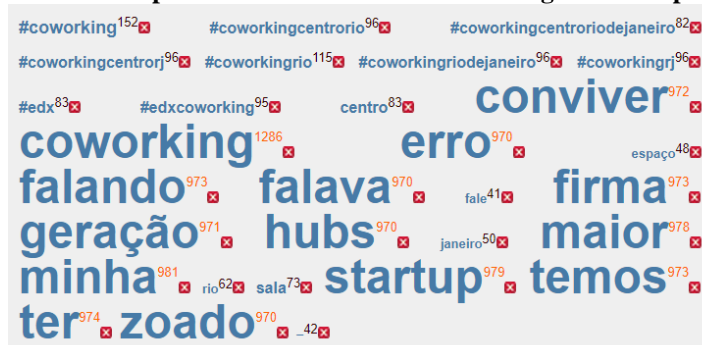 #coworking152 #coworkingcentrorio96 #coworkingcentroriodejaneiro82
#coworkingcentrorj96 #coworkingrio115 #coworkingriodejaneiro96 #coworkingrj96
#edx83 #edxcoworking95 centro83 conviver972
coworking1286 erro970 espaço48
falando973 falava970 fale41 firma973
geração971 hubs970 janeiro50 maior978
minha981 rio62 sala73 startup979 temos973
ter974 zoado970 _42